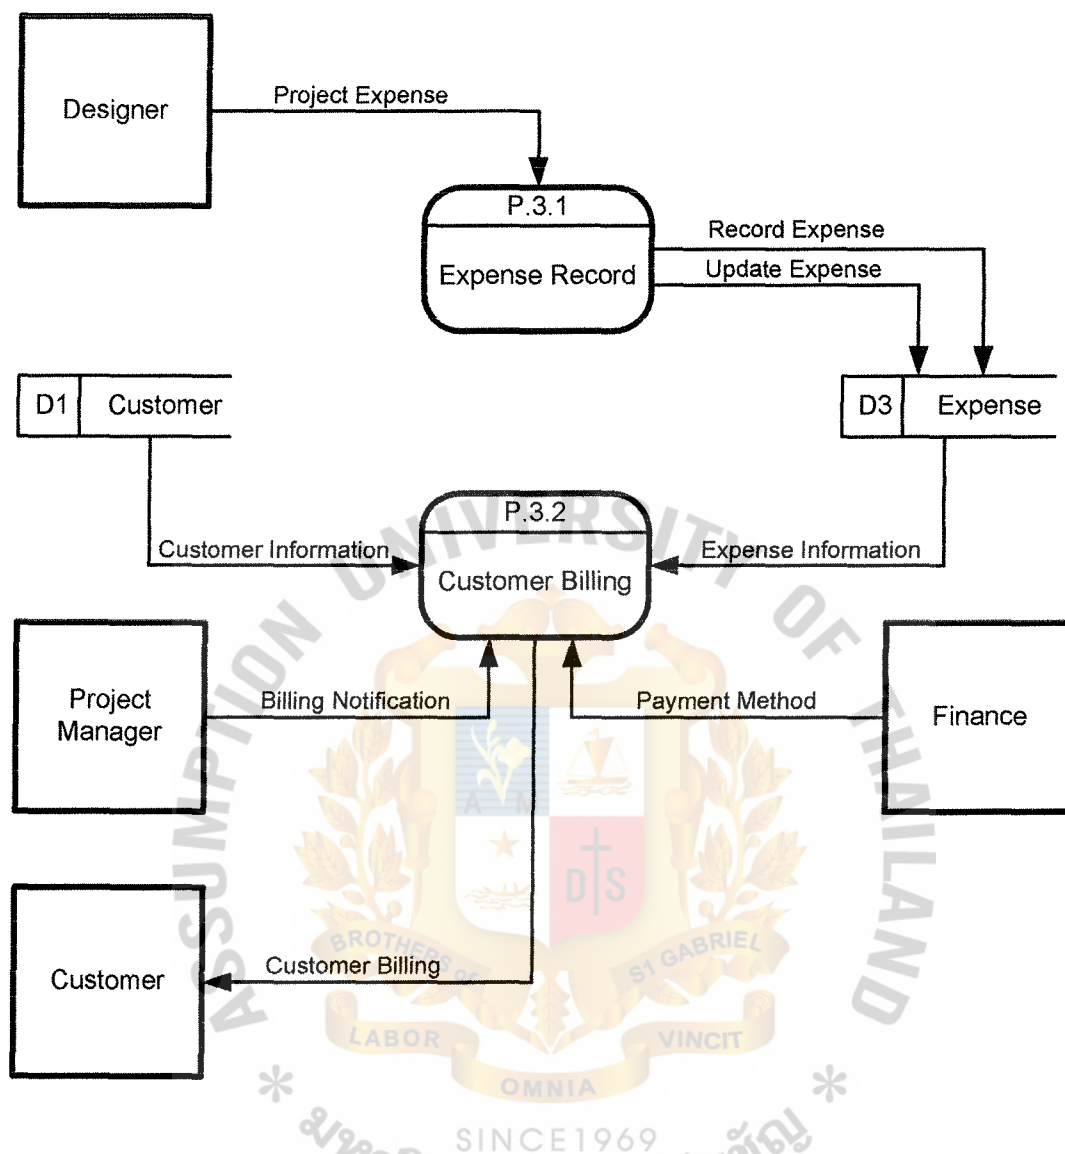 Designer
Project Expense
P.3.1
Expense Record
Record Expense
Update Expense
D1 Customer
D3 Expense
P.3.2
Customer Billing
Customer Information
Expense Information
Project
Manager
Billing Notification
Payment Method
Finance
Customer
Customer Billing
ASSUMPTION UNIVERSITY OF THAILAND
A M
D S
BROTHERS OF
ST GABRIEL
LABOR
VINCIT
OMNIA
SINCE1969